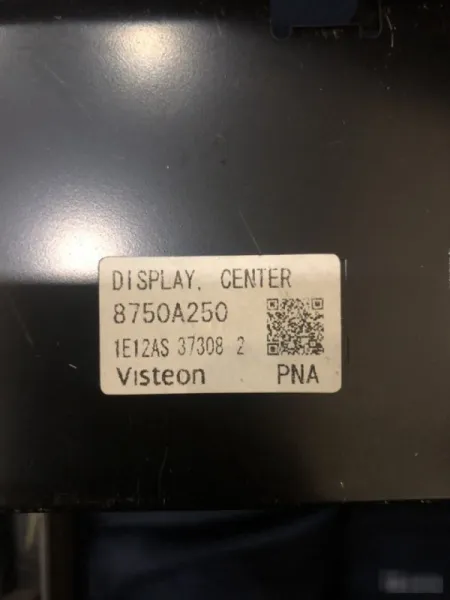 DISPLAY, CENTER
8750A250
1E12AS 37308 2
Visteon PNA